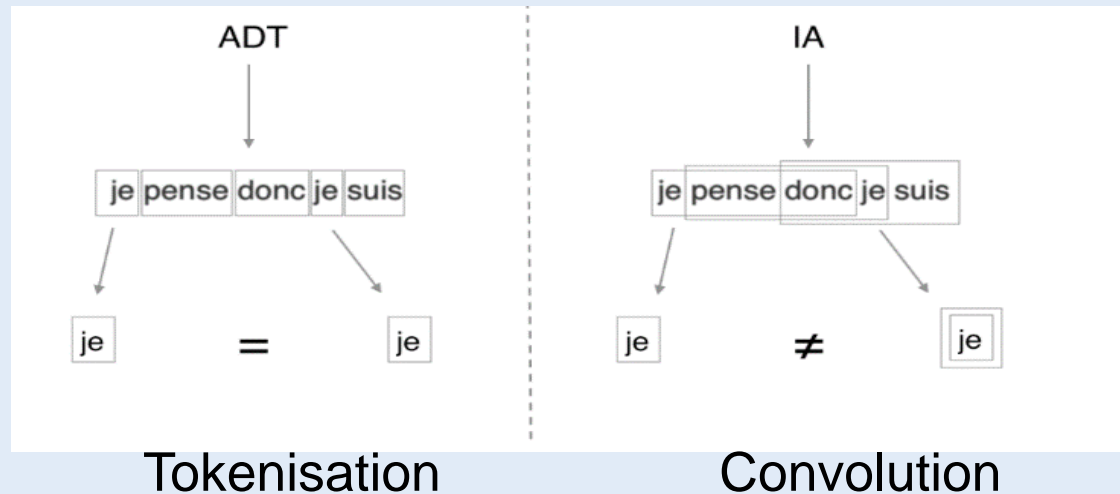 ADT
je pense donc je suis
je = je
Tokenisation
IA
je pense donc je suis
je ≠ je
Convolution